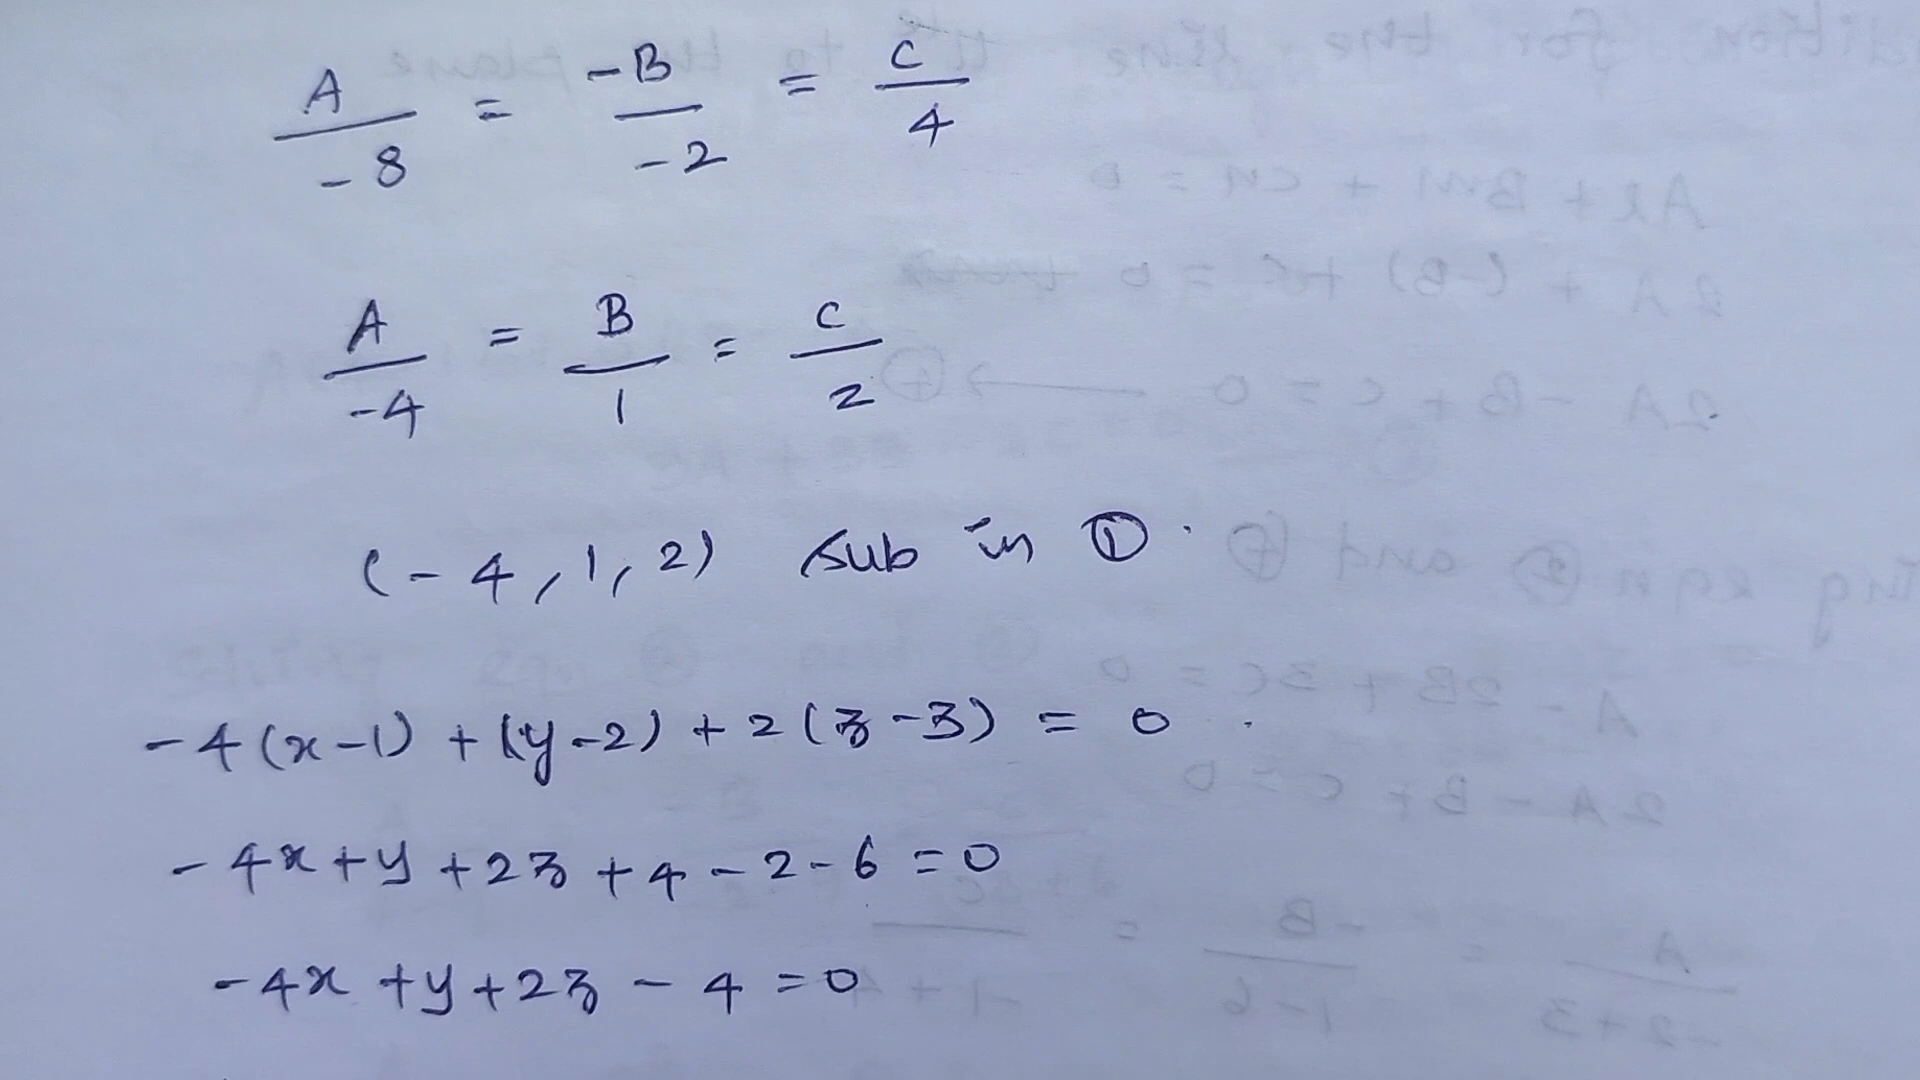 A/-8 = -B/-2 = C/4
A/-4 = B/1 = C/2
(-4, 1, 2) sub in ①.
-4(x-1) + (y-2) + 2(z-3) = 0.
-4x + y + 2z + 4 - 2 - 6 = 0
-4x + y + 2z - 4 = 0